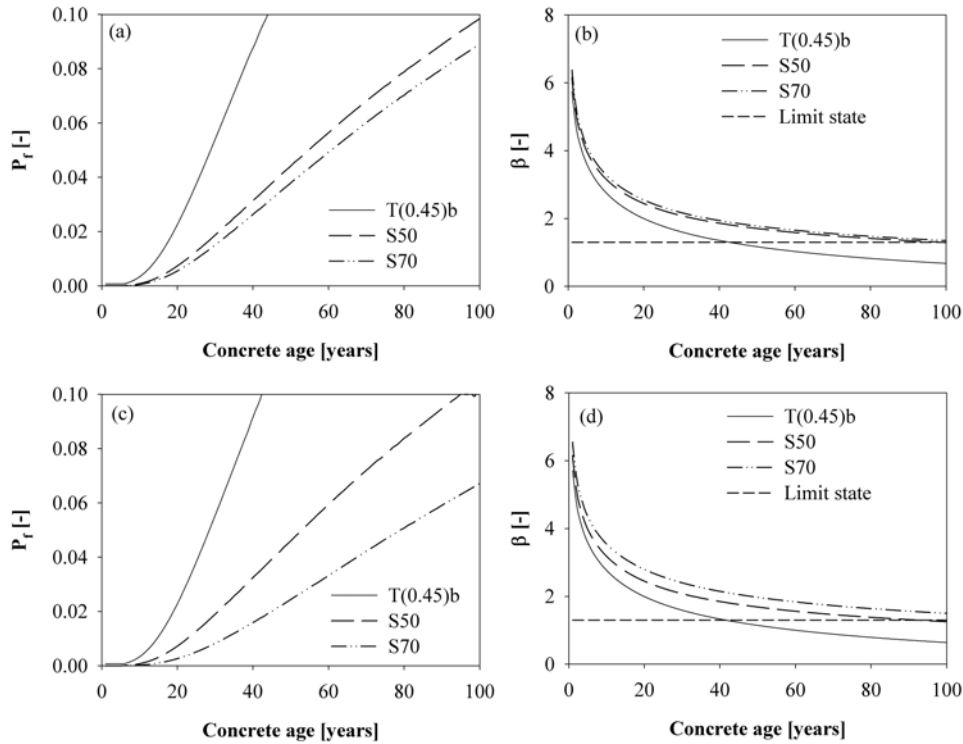 (a)
0.10
0.08
0.06
0.04
0.02
0.00
P_f [-]
T(0.45)b
S50
S70
0 20 40 60 80 100
Concrete age [years]
(b)
8
6
4
2
0
β [-]
T(0.45)b
S50
S70
Limit state
0 20 40 60 80 100
Concrete age [years]
(c)
0.10
0.08
0.06
0.04
0.02
0.00
P_f [-]
T(0.45)b
S50
S70
0 20 40 60 80 100
Concrete age [years]
(d)
8
6
4
2
0
β [-]
T(0.45)b
S50
S70
Limit state
0 20 40 60 80 100
Concrete age [years]